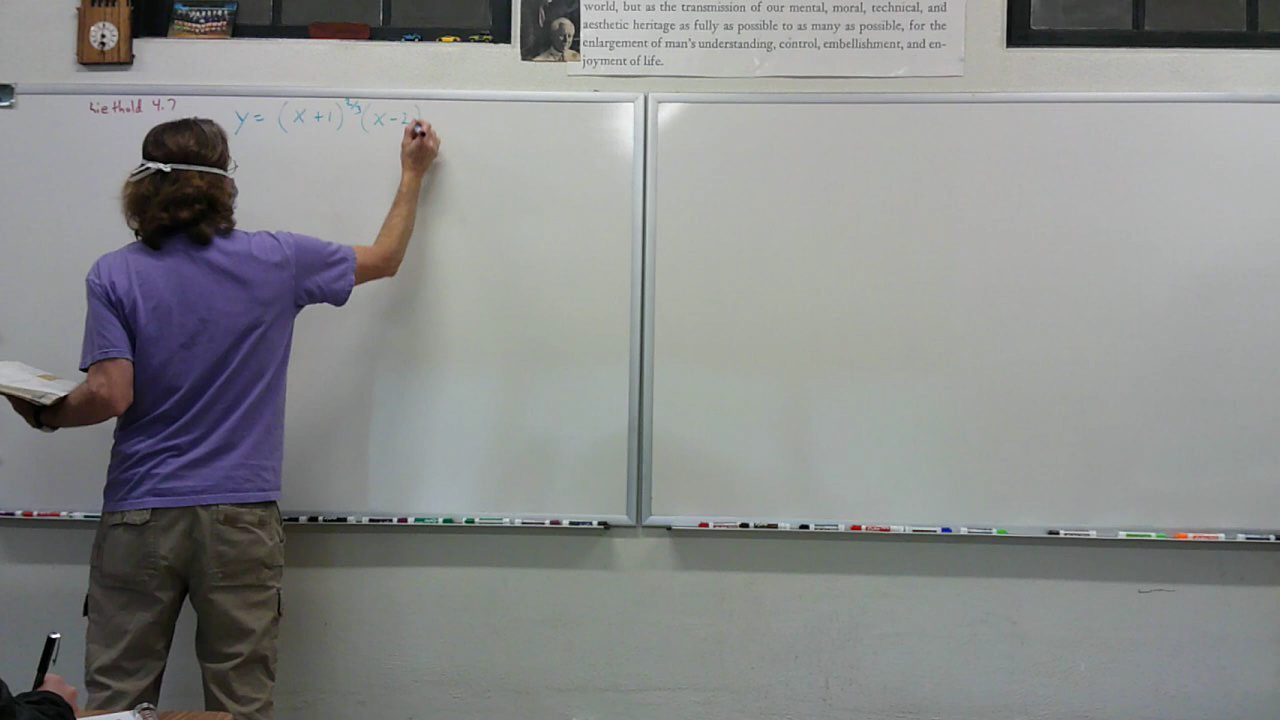 world, but as the transmission of our mental, moral, technical, and
aesthetic heritage as fully as possible to as many as possible, for the
enlargement of man's understanding, control, embellishment, and en-
joyment of life.
Liethold 4.7
y = (x+1)^2/3 (x-2)